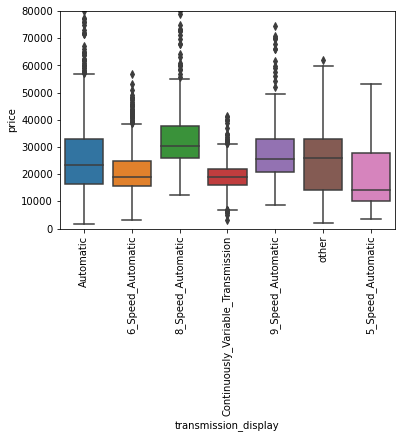 80000
70000
60000
50000
40000
30000
20000
10000
0
price
Automatic
6_Speed_Automatic
8_Speed_Automatic
Continuously_Variable_Transmission
9_Speed_Automatic
other
5_Speed_Automatic
transmission_display